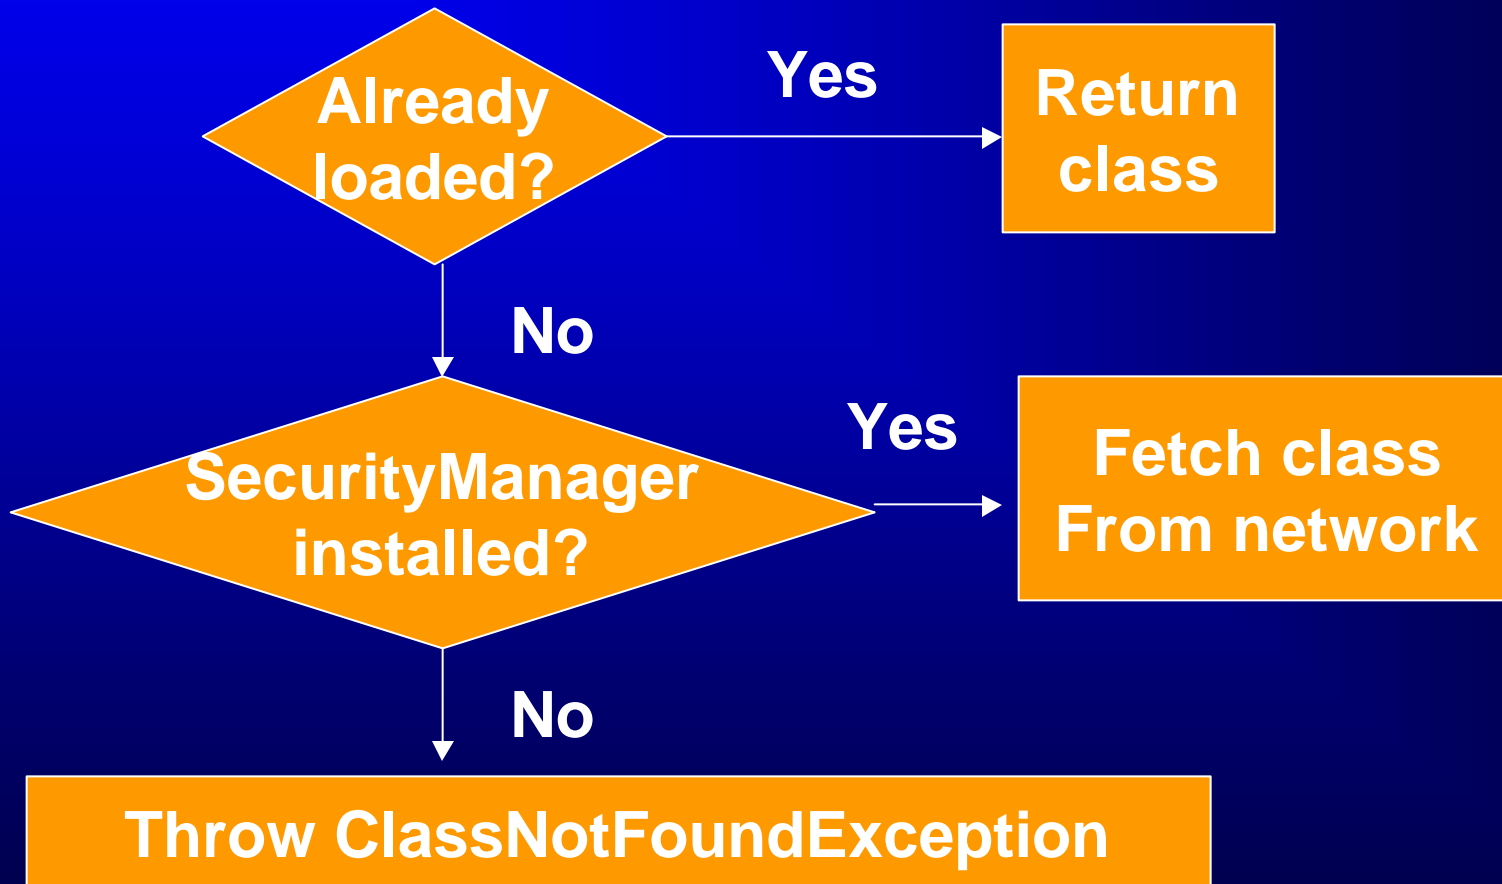 Already
loaded?
Yes
Return
class
No
SecurityManager
installed?
Yes
Fetch class
From network
No
Throw ClassNotFoundException